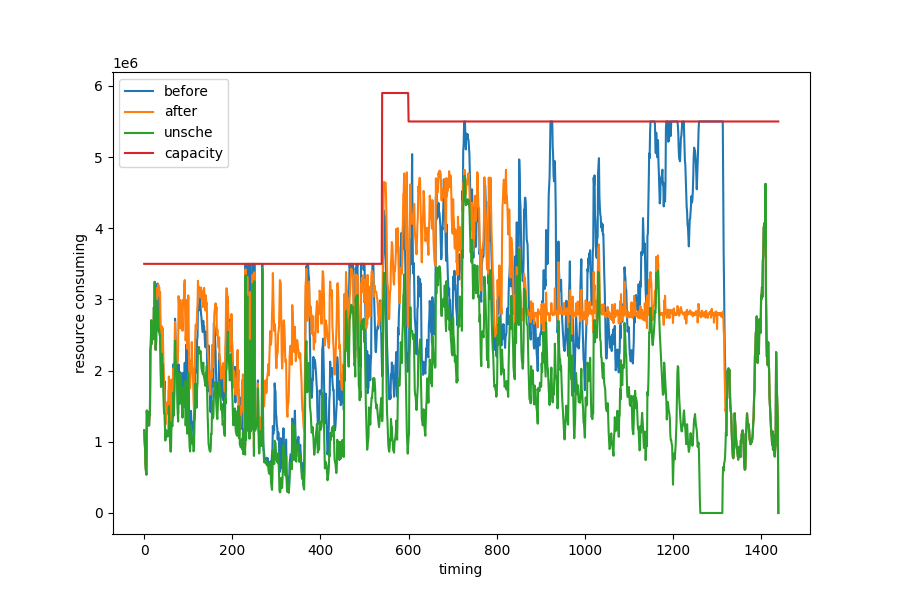 1e6
before
after
unsche
capacity
resource consuming
6
5
4
3
2
1
0
0 200 400 600 800 1000 1200 1400
timing